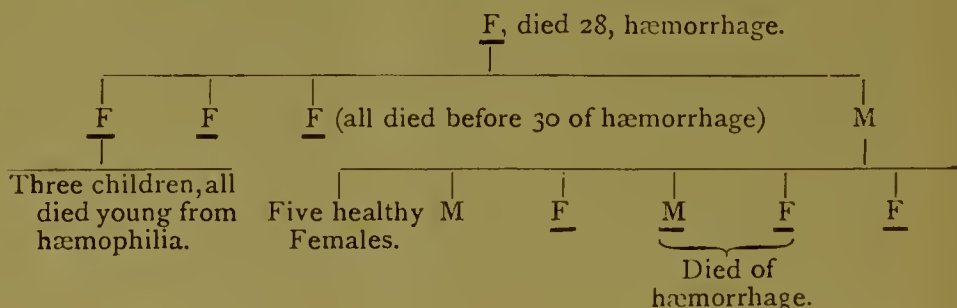 F, died 28, hæmorrhage.
F F F (all died before 30 of hæmorrhage) M
Three children, all
died young from
hæmophilia.
Five healthy
Females.
M F M F F
Died of
hæmorrhage.